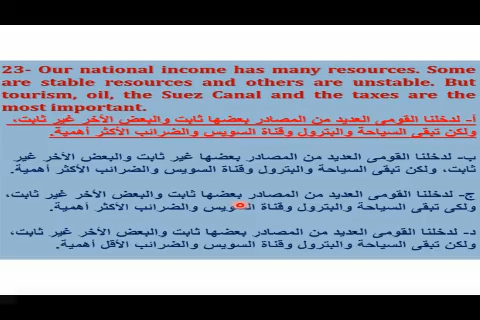 23- Our national income has many resources. Some
are stable resources and others are unstable. But
tourism, oil, the Suez Canal and the taxes are the
most important.
أ- لدخلنا القومى العديد من المصادر بعضها ثابت والبعض الآخر غير ثابت،
ولكن تبقى السياحة والبترول وقناة السويس والضرائب الأكثر أهمية.
ب- لدخلنا القومى العديد من المصادر بعضها غير ثابت والبعض الآخر غير
ثابت، ولكن تبقى السياحة والبترول وقناة السويس والضرائب الأكثر أهمية.
ج- لدخلنا القومى العديد من المصادر بعضها ثابت والبعض الآخر غير ثابت،
ولكى تبقى السياحة والبترول وقناة السويس والضرائب الأكثر أهمية.
د- لدخلنا القومى العديد من المصادر بعضها ثابت والبعض الآخر غير ثابت،
ولكن تبقى السياحة والبترول وقناة السويس والضرائب الأقل أهمية.